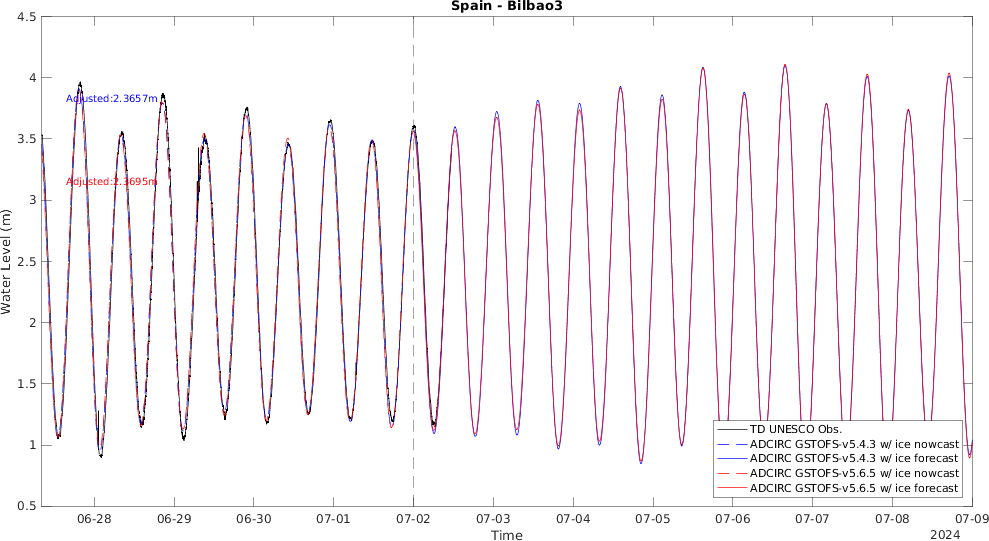 Spain - Bilbao3
4.5
4
3.5
3
2.5
2
1.5
1
0.5
Water Level (m)
Adjusted:2.3657m
Adjusted:2.3695m
TD UNESCO Obs.
ADCIRC GSTOFS-v5.4.3 w/ ice nowcast
ADCIRC GSTOFS-v5.4.3 w/ ice forecast
ADCIRC GSTOFS-v5.6.5 w/ ice nowcast
ADCIRC GSTOFS-v5.6.5 w/ ice forecast
06-28 06-29 06-30 07-01 07-02 07-03 07-04 07-05 07-06 07-07 07-08 07-09
Time
2024